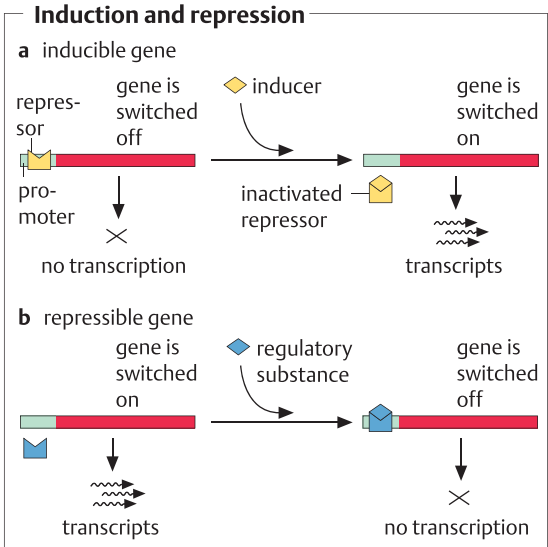 Induction and repression
a inducible gene
gene is
switched
off
repres-
sor
pro-
moter
no transcription
inducer
inactivated
repressor
gene is
switched
on
transcripts
b repressible gene
gene is
switched
on
transcripts
regulatory
substance
gene is
switched
off
no transcription